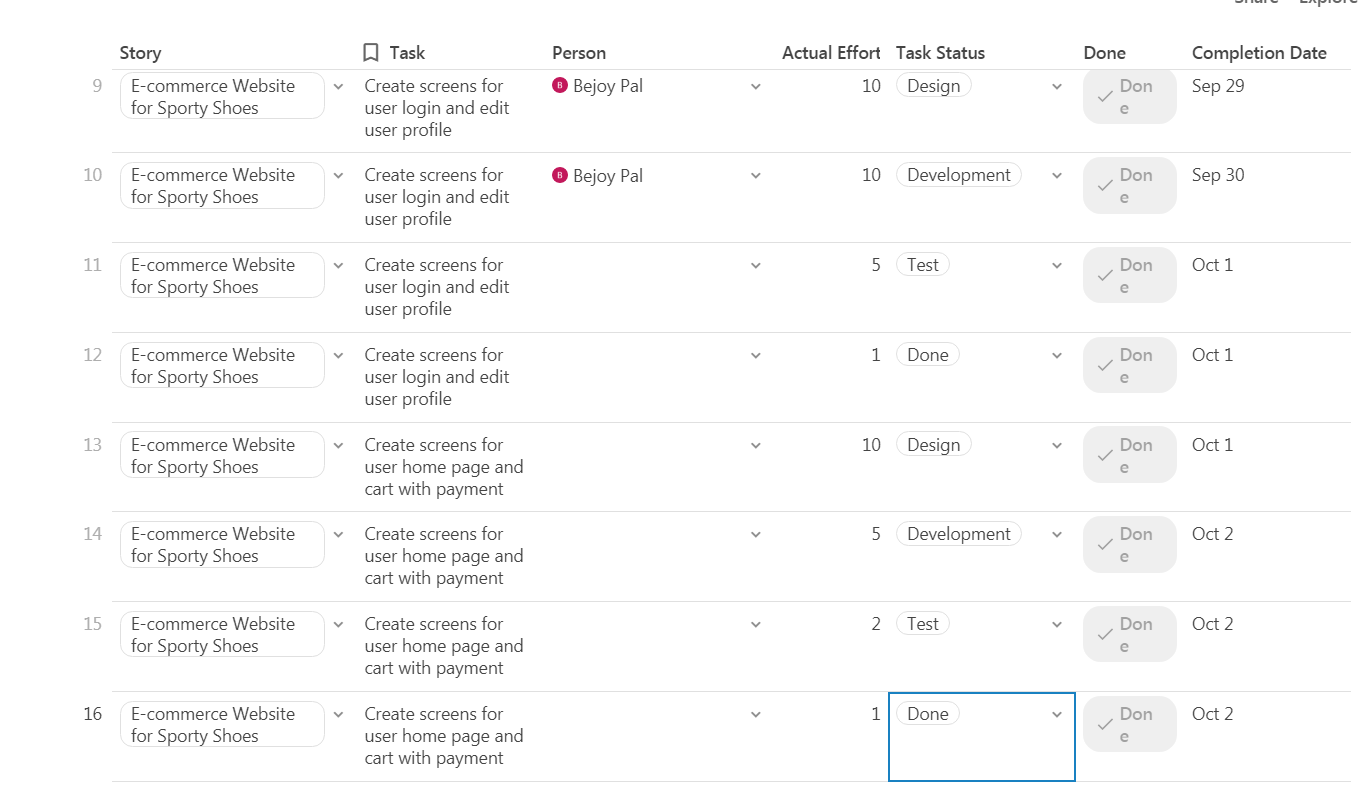 Share Explore
Story Task Person Actual Effort Task Status Done Completion Date
9 E-commerce Website Create screens for B Bejoy Pal 10 Design Don Sep 29
for Sporty Shoes user login and edit e
user profile
10 E-commerce Website Create screens for B Bejoy Pal 10 Development Don Sep 30
for Sporty Shoes user login and edit e
user profile
11 E-commerce Website Create screens for 5 Test Don Oct 1
for Sporty Shoes user login and edit e
user profile
12 E-commerce Website Create screens for 1 Done Don Oct 1
for Sporty Shoes user login and edit e
user profile
13 E-commerce Website Create screens for 10 Design Don Oct 1
for Sporty Shoes user home page and e
cart with payment
14 E-commerce Website Create screens for 5 Development Don Oct 2
for Sporty Shoes user home page and e
cart with payment
15 E-commerce Website Create screens for 2 Test Don Oct 2
for Sporty Shoes user home page and e
cart with payment
16 E-commerce Website Create screens for 1 Done Don Oct 2
for Sporty Shoes user home page and e
cart with payment